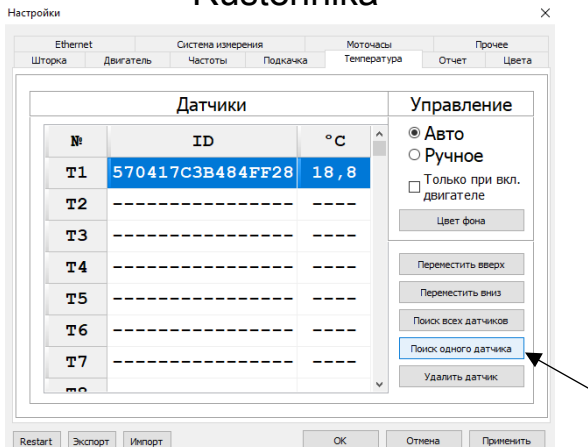 Rustehnika
Настройки
Ethernet Система измерения Моточасы Прочее
Шторка Двигатель Частоты Подкачка Температура Отчет Цвета
Датчики Управление
№ ID °C
T1 570417C3B484FF28 18,8
T2 ---------------- ----
T3 ---------------- ----
T4 ---------------- ----
T5 ---------------- ----
T6 ---------------- ----
T7 ---------------- ----
Авто
Ручное
Только при вкл.
двигателе
Цвет фона
Переместить вверх
Переместить вниз
Поиск всех датчиков
Поиск одного датчика
Удалить датчик
Restart Экспорт Импорт OK Отмена Применить